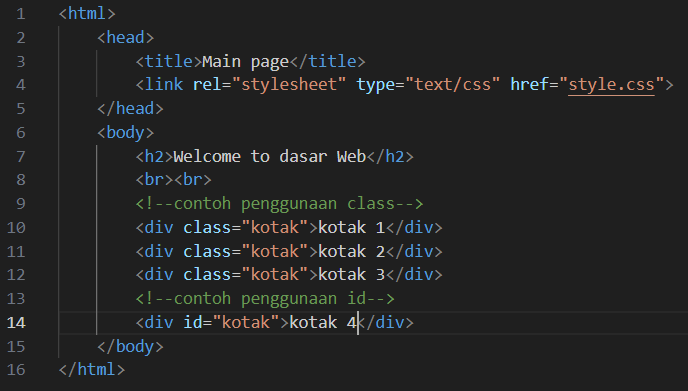 1 <html>
2 <head>
3 <title>Main page</title>
4 <link rel="stylesheet" type="text/css" href="style.css">
5 </head>
6 <body>
7 <h2>Welcome to dasar Web</h2>
8 <br><br>
9 <!--contoh penggunaan class-->
10 <div class="kotak">kotak 1</div>
11 <div class="kotak">kotak 2</div>
12 <div class="kotak">kotak 3</div>
13 <!--contoh penggunaan id-->
14 <div id="kotak">kotak 4</div>
15 </body>
16 </html>